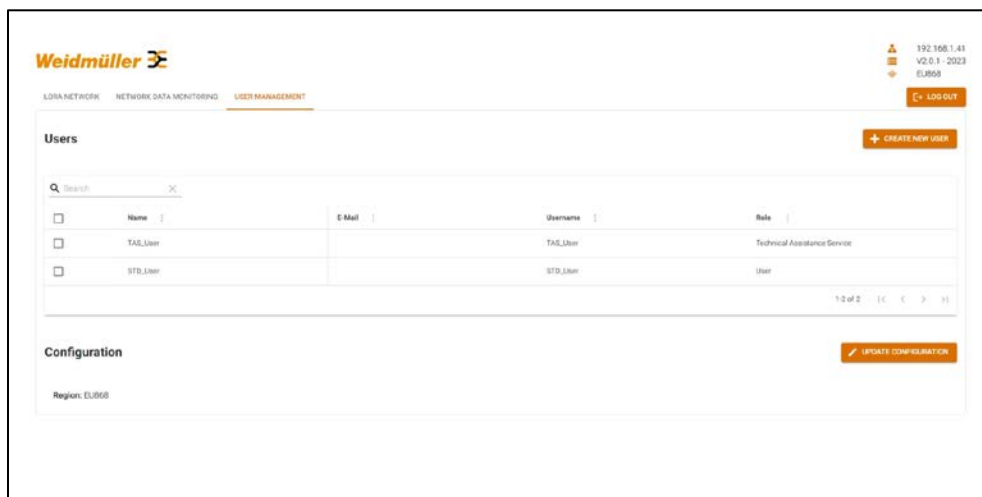 Weidmüller
192.168.1.41
V2.0.1 - 2023
EU868
LORA NETWORK NETWORK DATA MONITORING USER MANAGEMENT
LOG OUT
Users
CREATE NEW USER
Search
Name E-Mail Username Role
TAS_User TAS_User Technical Assistance Service
STD_User STD_User User
1-2 of 2
Configuration
UPDATE CONFIGURATION
Region: EU868